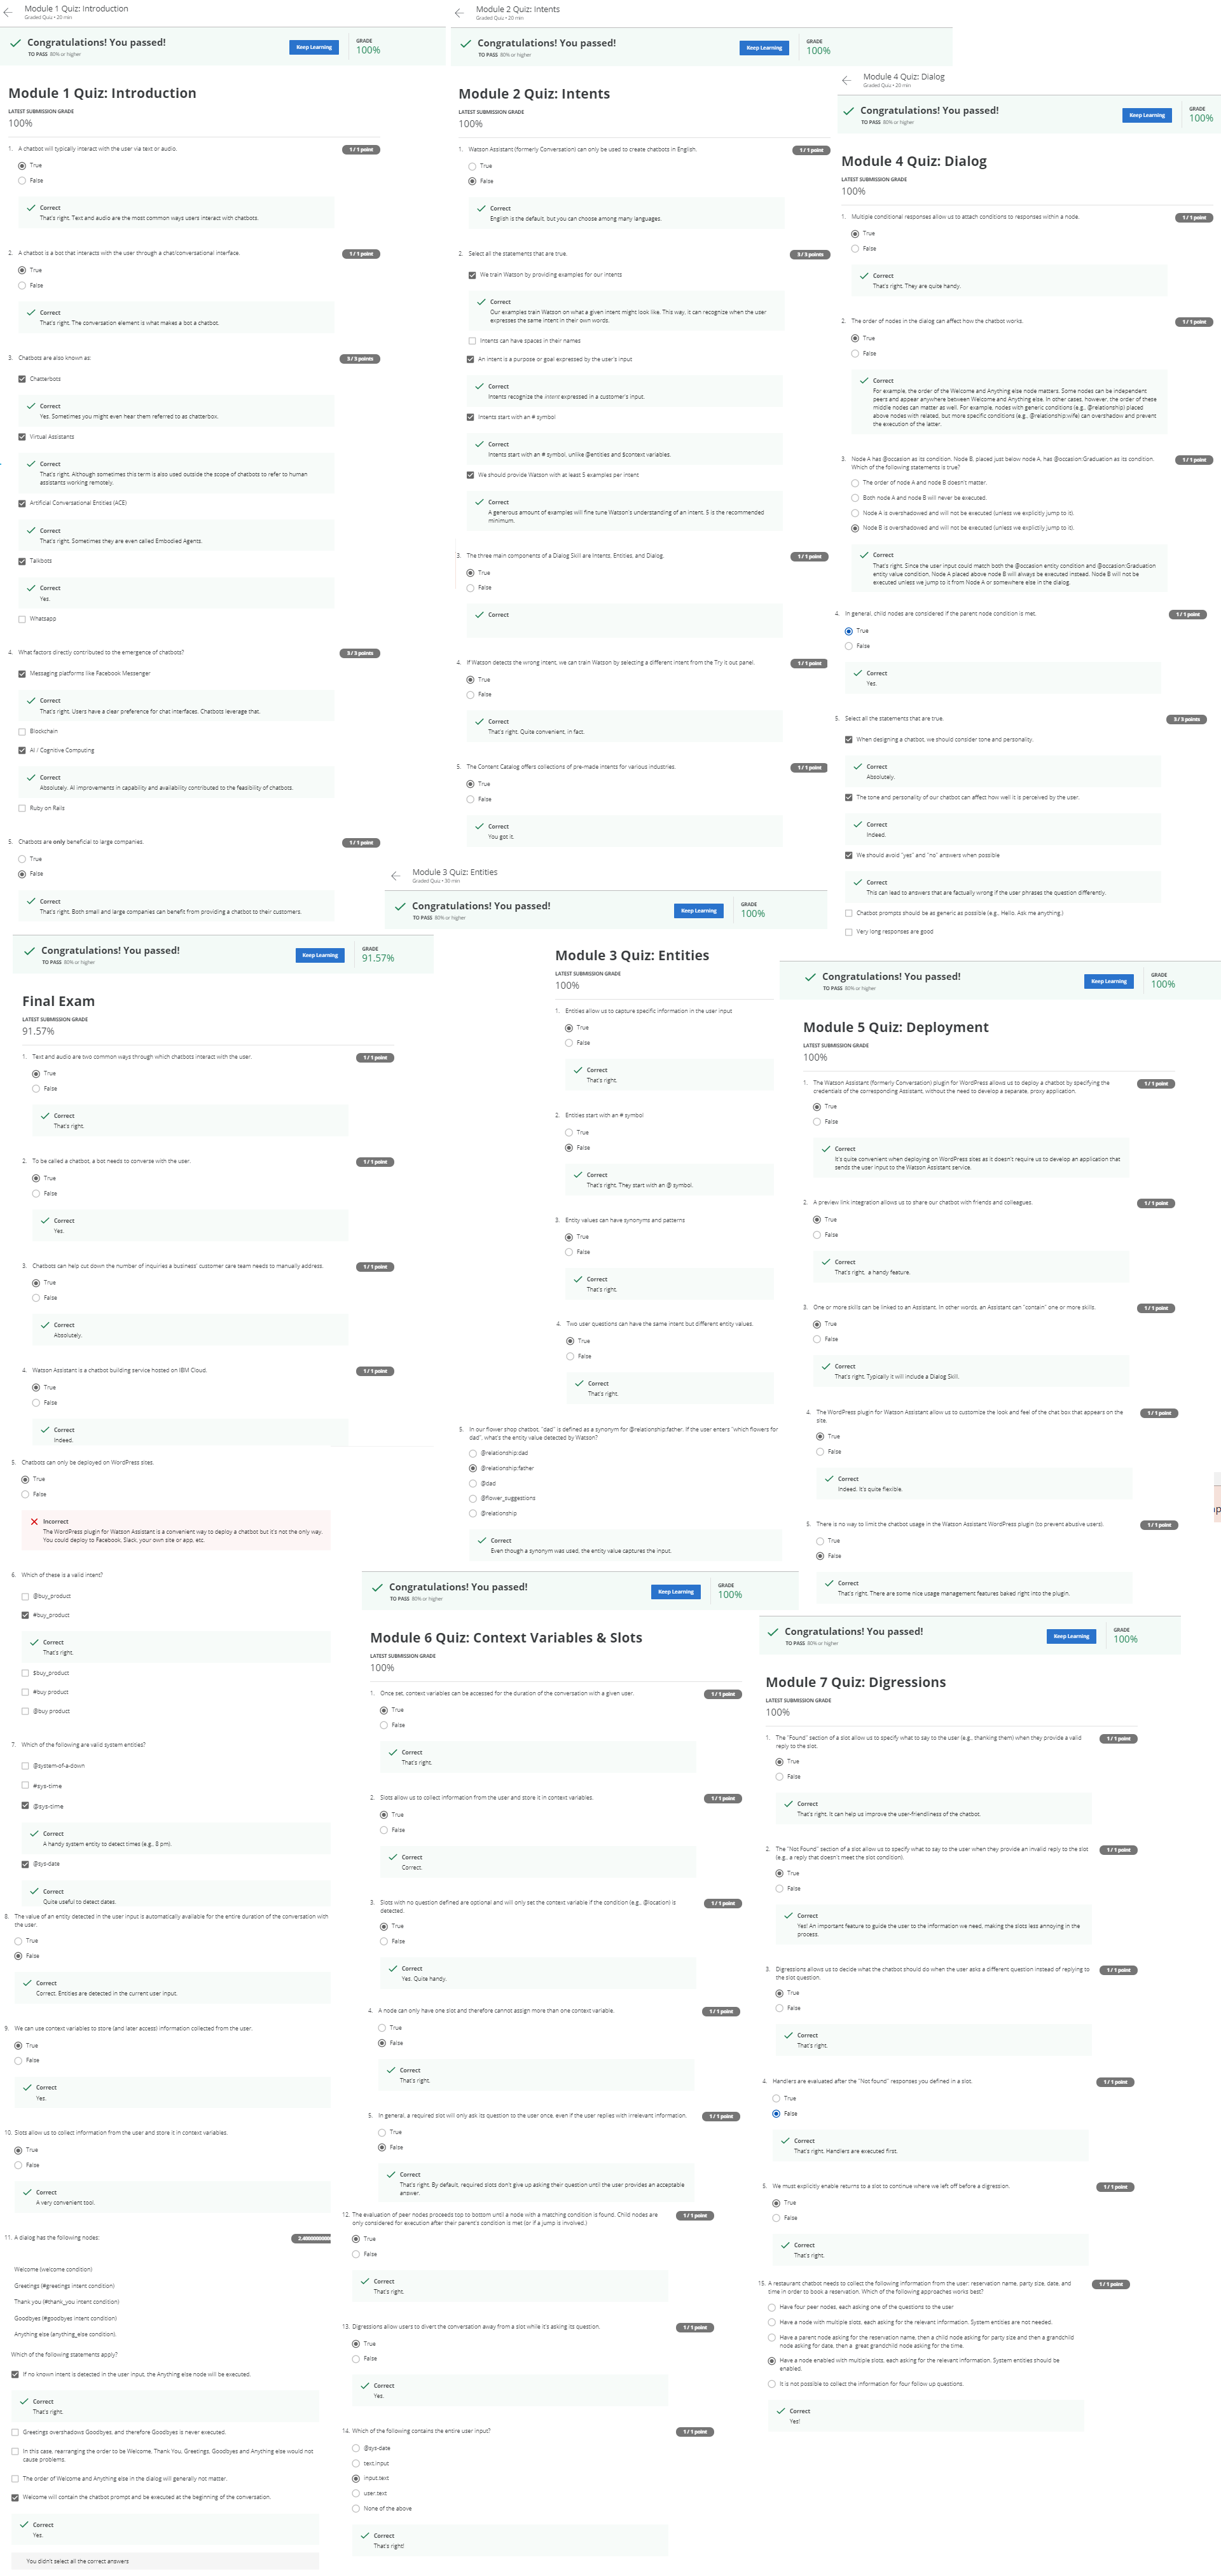 Module 1 Quiz: Introduction
Graded Quiz • 20 min
Congratulations! You passed!
TO PASS 80% or higher
Keep Learning
GRADE
100%
Module 1 Quiz: Introduction
LATEST SUBMISSION GRADE
100%
1. A chatbot will typically interact with the user via text or audio.
1 / 1 point
True
False
Correct
That's right. Text and audio are the most common ways users interact with chatbots.
2. A chatbot is a bot that interacts with the user through a chat/conversational interface.
1 / 1 point
True
False
Correct
That's right. The conversation element is what makes a bot a chatbot.
3. Chatbots are also known as:
3 / 3 points
Chatterbots
Correct
Yes. Sometimes you might even hear them referred to as chatterbox.
Virtual Assistants
Correct
That's right. Although sometimes this term is also used outside the scope of chatbots to refer to human
assistants working remotely.
Artificial Conversational Entities (ACE)
Correct
That's right. Sometimes they are even called Embodied Agents.
Talkbots
Correct
Yes.
Whatsapp
4. What factors directly contributed to the emergence of chatbots?
3 / 3 points
Messaging platforms like Facebook Messenger
Correct
That's right. Users have a clear preference for chat interfaces. Chatbots leverage that.
Blockchain
AI / Cognitive Computing
Correct
Absolutely. AI improvements in capability and availability contributed to the feasibility of chatbots.
Ruby on Rails
5. Chatbots are only beneficial to large companies.
1 / 1 point
True
False
Correct
That's right. Both small and large companies can benefit from providing a chatbot to their customers.
Module 2 Quiz: Intents
Graded Quiz • 20 min
Congratulations! You passed!
TO PASS 80% or higher
Keep Learning
GRADE
100%
Module 2 Quiz: Intents
LATEST SUBMISSION GRADE
100%
1. Watson Assistant (formerly Conversation) can only be used to create chatbots in English.
1 / 1 point
True
False
Correct
English is the default, but you can choose among many languages.
2. Select all the statements that are true.
3 / 3 points
We train Watson by providing examples for our intents
Correct
Our examples train Watson on what a given intent might look like. This way, it can recognize when the user
expresses the same intent in their own words.
Intents can have spaces in their names
An intent is a purpose or goal expressed by the user's input
Correct
Intents recognize the intent expressed in a customer's input.
Intents start with an # symbol
Correct
Intents start with an # symbol, unlike @entities and $context variables.
We should provide Watson with at least 5 examples per intent
Correct
A generous amount of examples will fine tune Watson's understanding of an intent. 5 is the recommended
minimum.
3. The three main components of a Dialog Skill are Intents, Entities, and Dialog.
1 / 1 point
True
False
Correct
4. If Watson detects the wrong intent, we can train Watson by selecting a different intent from the Try it out panel.
1 / 1 point
True
False
Correct
That's right. Quite convenient, in fact.
5. The Content Catalog offers collections of pre-made intents for various industries.
1 / 1 point
True
False
Correct
You got it.
Module 4 Quiz: Dialog
Graded Quiz • 20 min
Congratulations! You passed!
TO PASS 80% or higher
Keep Learning
GRADE
100%
Module 4 Quiz: Dialog
LATEST SUBMISSION GRADE
100%
1. Multiple conditional responses allow us to attach conditions to responses within a node.
1 / 1 point
True
False
Correct
That's right. They are quite handy.
2. The order of nodes in the dialog can affect how the chatbot works.
1 / 1 point
True
False
Correct
For example, the order of the Welcome and Anything else node matters. Some nodes can be independent
peers and appear anywhere between Welcome and Anything else. In other cases, however, the order of these
middle nodes can matter as well. For example, nodes with generic conditions (e.g., @relationship) placed
above nodes with related, but more specific conditions (e.g., @relationship:wife) can overshadow and prevent
the execution of the latter.
3. Node A has @occasion as its condition. Node B, placed just below node A, has @occasion:Graduation as its condition.
Which of the following statements is true?
1 / 1 point
The order of node A and node B doesn't matter.
Both node A and node B will never be executed.
Node A is overshadowed and will not be executed (unless we explicitly jump to it).
Node B is overshadowed and will not be executed (unless we explicitly jump to it).
Correct
That's right. Since the user input could match both the @occasion entity condition and @occasion:Graduation
entity value condition, Node A placed above node B will always be executed instead. Node B will not be
executed unless we jump to it from Node A or somewhere else in the dialog.
4. In general, child nodes are considered if the parent node condition is met.
1 / 1 point
True
False
Correct
Yes.
5. Select all the statements that are true.
3 / 3 points
When designing a chatbot, we should consider tone and personality.
Correct
Absolutely.
The tone and personality of our chatbot can affect how well it is perceived by the user.
Correct
Indeed.
We should avoid "yes" and "no" answers when possible
Correct
This can lead to answers that are factually wrong if the user phrases the question differently.
Chatbot prompts should be as generic as possible (e.g., Hello. Ask me anything.)
Very long responses are good
Module 3 Quiz: Entities
Graded Quiz • 30 min
Congratulations! You passed!
TO PASS 80% or higher
Keep Learning
GRADE
100%
Module 3 Quiz: Entities
LATEST SUBMISSION GRADE
100%
1. Entities allow us to capture specific information in the user input
True
False
Correct
That's right.
2. Entities start with an # symbol
True
False
Correct
That's right. They start with an @ symbol.
3. Entity values can have synonyms and patterns
True
False
Correct
That's right.
4. Two user questions can have the same intent but different entity values.
True
False
Correct
That's right.
5. In our flower shop chatbot, "dad" is defined as a synonym for @relationship:father. If the user enters "which flowers for
dad", what's the entity value detected by Watson?
@relationship:dad
@relationship:father
@dad
@flower_suggestions
@relationship
Correct
Even though a synonym was used, the entity value captures the input.
Congratulations! You passed!
TO PASS 80% or higher
Keep Learning
GRADE
91.57%
Final Exam
LATEST SUBMISSION GRADE
91.57%
1. Text and audio are two common ways through which chatbots interact with the user.
1 / 1 point
True
False
Correct
That's right.
2. To be called a chatbot, a bot needs to converse with the user.
1 / 1 point
True
False
Correct
Yes.
3. Chatbots can help cut down the number of inquiries a business' customer care team needs to manually address.
1 / 1 point
True
False
Correct
Absolutely.
4. Watson Assistant is a chatbot building service hosted on IBM Cloud.
1 / 1 point
True
False
Correct
Indeed.
5. Chatbots can only be deployed on WordPress sites.
True
False
Incorrect
The WordPress plugin for Watson Assistant is a convenient way to deploy a chatbot but it's not the only way.
You could deploy to Facebook, Slack, your own site or app, etc.
6. Which of these is a valid intent?
@buy_product
#buy_product
Correct
That's right.
$buy_product
#buy product
@buy product
7. Which of the following are valid system entities?
@system-of-a-down
#sys-time
@sys-time
Correct
A handy system entity to detect times (e.g., 8 pm).
@sys-date
Correct
Quite useful to detect dates.
8. The value of an entity detected in the user input is automatically available for the entire duration of the conversation with
the user.
True
False
Correct
Correct. Entities are detected in the current user input.
9. We can use context variables to store (and later access) information collected from the user.
True
False
Correct
Yes.
10. Slots allow us to collect information from the user and store it in context variables.
True
False
Correct
A very convenient tool.
11. A dialog has the following nodes:
Welcome (welcome condition)
Greetings (#greetings intent condition)
Thank you (#thank_you intent condition)
Goodbyes (#goodbyes intent condition)
Anything else (anything_else condition).
Which of the following statements apply?
If no known intent is detected in the user input, the Anything else node will be executed.
Correct
That's right.
Greetings overshadows Goodbyes, and therefore Goodbyes is never executed.
In this case, rearranging the order to be Welcome, Thank You, Greetings, Goodbyes and Anything else would not
cause problems.
The order of Welcome and Anything else in the dialog will generally not matter.
Welcome will contain the chatbot prompt and be executed at the beginning of the conversation.
Correct
Yes.
You didn't select all the correct answers
Congratulations! You passed!
TO PASS 80% or higher
Keep Learning
GRADE
100%
Module 5 Quiz: Deployment
LATEST SUBMISSION GRADE
100%
1. The Watson Assistant (formerly Conversation) plugin for WordPress allows us to deploy a chatbot by specifying the
credentials of the corresponding Assistant, without the need to develop a separate, proxy application.
1 / 1 point
True
False
Correct
It's quite convenient when deploying on WordPress sites as it doesn't require us to develop an application that
sends the user input to the Watson Assistant service.
2. A preview link integration allows us to share our chatbot with friends and colleagues.
1 / 1 point
True
False
Correct
That's right, a handy feature.
3. One or more skills can be linked to an Assistant. In other words, an Assistant can "contain" one or more skills.
1 / 1 point
True
False
Correct
That's right. Typically it will include a Dialog Skill.
4. The WordPress plugin for Watson Assistant allow us to customize the look and feel of the chat box that appears on the
site.
1 / 1 point
True
False
Correct
Indeed. It's quite flexible.
5. There is no way to limit the chatbot usage in the Watson Assistant WordPress plugin (to prevent abusive users).
1 / 1 point
True
False
Correct
That's right. There are some nice usage management features baked right into the plugin.
Congratulations! You passed!
TO PASS 80% or higher
Keep Learning
GRADE
100%
Module 6 Quiz: Context Variables & Slots
LATEST SUBMISSION GRADE
100%
1. Once set, context variables can be accessed for the duration of the conversation with a given user.
1 / 1 point
True
False
Correct
That's right.
2. Slots allow us to collect information from the user and store it in context variables.
1 / 1 point
True
False
Correct
Correct.
3. Slots with no question defined are optional and will only set the context variable if the condition (e.g., @location) is
detected.
1 / 1 point
True
False
Correct
Yes. Quite handy.
4. A node can only have one slot and therefore cannot assign more than one context variable.
1 / 1 point
True
False
Correct
That's right.
5. In general, a required slot will only ask its question to the user once, even if the user replies with irrelevant information.
1 / 1 point
True
False
Correct
That's right. By default, required slots don't give up asking their question until the user provides an acceptable
answer.
12. The evaluation of peer nodes proceeds top to bottom until a node with a matching condition is found. Child nodes are
only considered for execution after their parent's condition is met (or if a jump is involved.)
1 / 1 point
True
False
Correct
That's right.
13. Digressions allow users to divert the conversation away from a slot while it's asking its question.
1 / 1 point
True
False
Correct
Yes.
14. Which of the following contains the entire user input?
1 / 1 point
@sys-date
text.input
input.text
user.text
None of the above
Correct
That's right!
Congratulations! You passed!
TO PASS 80% or higher
Keep Learning
GRADE
100%
Module 7 Quiz: Digressions
LATEST SUBMISSION GRADE
100%
1. The "Found" section of a slot allow us to specify what to say to the user (e.g., thanking them) when they provide a valid
reply to the slot.
1 / 1 point
True
False
Correct
That's right. It can help us improve the user-friendliness of the chatbot.
2. The "Not Found" section of a slot allow us to specify what to say to the user when they provide an invalid reply to the slot
(e.g., a reply that doesn't meet the slot condition).
1 / 1 point
True
False
Correct
Yes! An important feature to guide the user to the information we need, making the slots less annoying in the
process.
3. Digressions allows us to decide what the chatbot should do when the user asks a different question instead of replying to
the slot question.
1 / 1 point
True
False
Correct
That's right.
4. Handlers are evaluated after the "Not found" responses you defined in a slot.
1 / 1 point
True
False
Correct
That's right. Handlers are executed first.
5. We must explicitly enable returns to a slot to continue where we left off before a digression.
1 / 1 point
True
False
Correct
That's right.
15. A restaurant chatbot needs to collect the following information from the user: reservation name, party size, date, and
time in order to book a reservation. Which of the following approaches works best?
1 / 1 point
Have four peer nodes, each asking one of the questions to the user
Have a node with multiple slots, each asking for the relevant information. System entities are not needed.
Have a parent node asking for the reservation name, then a child node asking for party size and then a grandchild
node asking for date, then a great grandchild node asking for the time.
Have a node enabled with multiple slots, each asking for the relevant information. System entities should be
enabled.
It is not possible to collect the information for four follow up questions.
Correct
Yes!